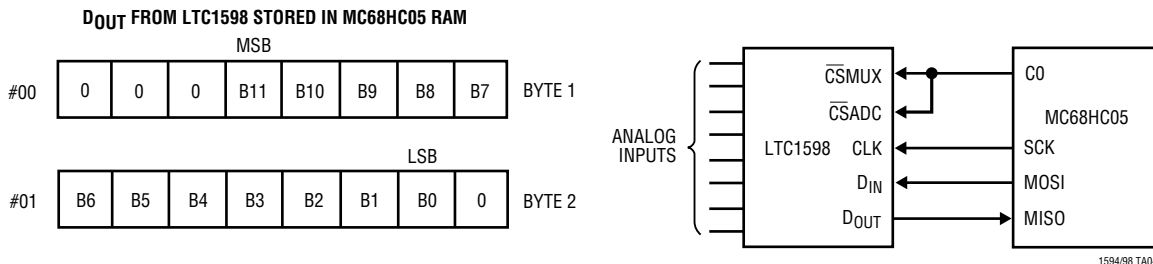 DOUT FROM LTC1598 STORED IN MC68HC05 RAM
MSB
#00 0 0 0 B11 B10 B9 B8 B7 BYTE 1
LSB
#01 B6 B5 B4 B3 B2 B1 B0 0 BYTE 2
ANALOG
INPUTS
LTC1598
CSMUX
CSADC
CLK
DIN
DOUT
C0
MC68HC05
SCK
MOSI
MISO
1594/98 TA04